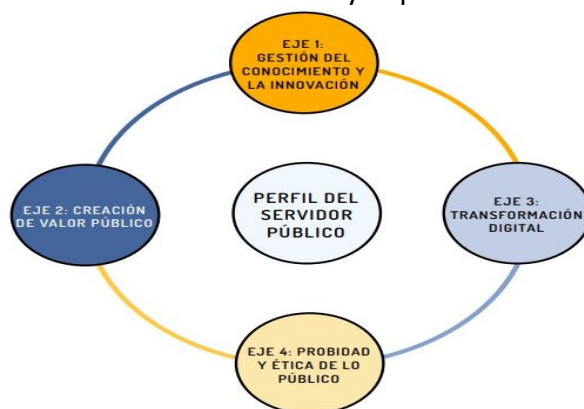 EJE 1:
GESTIÓN DEL
CONOCIMIENTO Y
LA INNOVACIÓN
EJE 2: CREACIÓN
DE VALOR PÚBLICO
PERFIL DEL
SERVIDOR
PÚBLICO
EJE 3:
TRANSFORMACIÓN
DIGITAL
EJE 4: PROBIDAD
Y ÉTICA DE LO
PÚBLICO